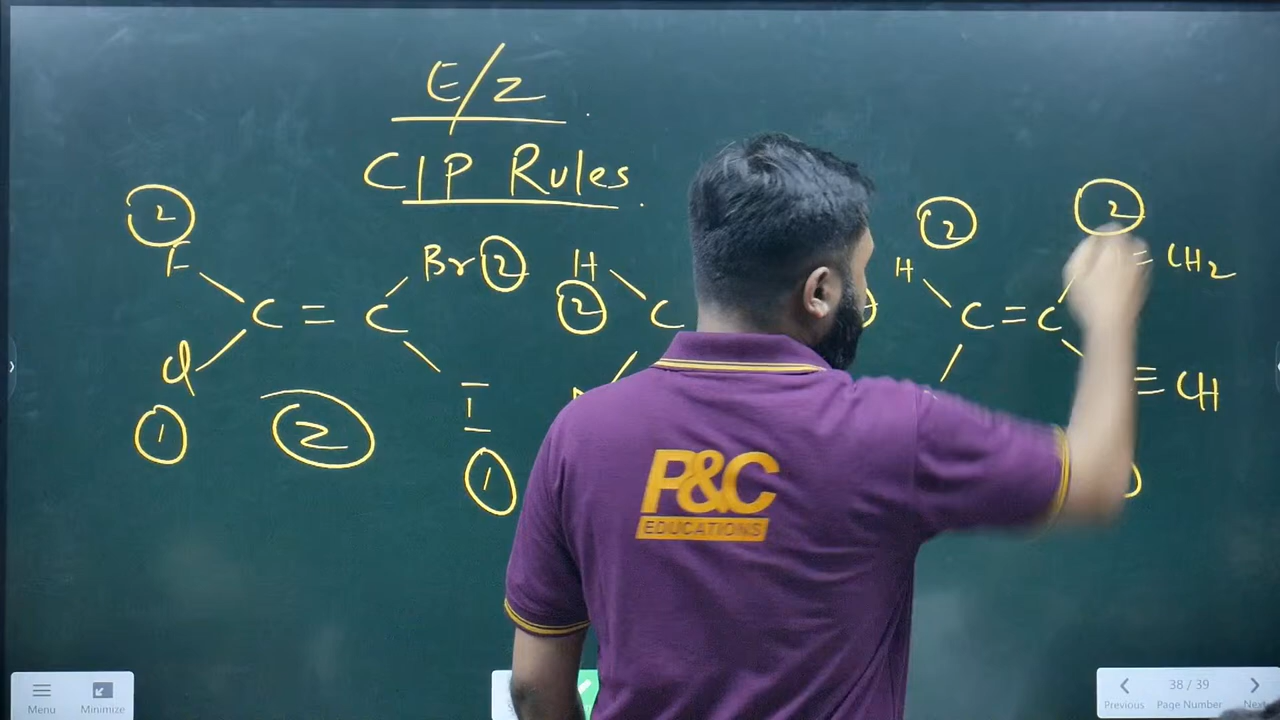 E/Z
CIP Rules
2
F
Cl
1
C = C
Br 2
I
1
Z
H
2
C
H
2
C = C
2
= CH2
≡ CH
P&C
EDUCATIONS
Menu
Minimize
38 / 39
Previous
Page Number